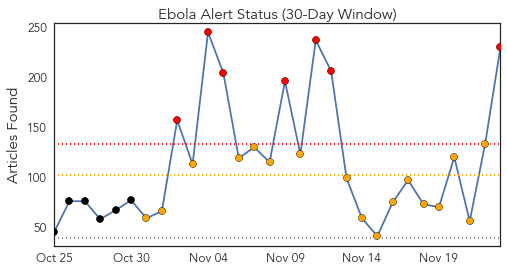 Ebola Alert Status (30-Day Window)
Articles Found
250
200
150
100
50
Oct 25
Oct 30
Nov 04
Nov 09
Nov 14
Nov 19